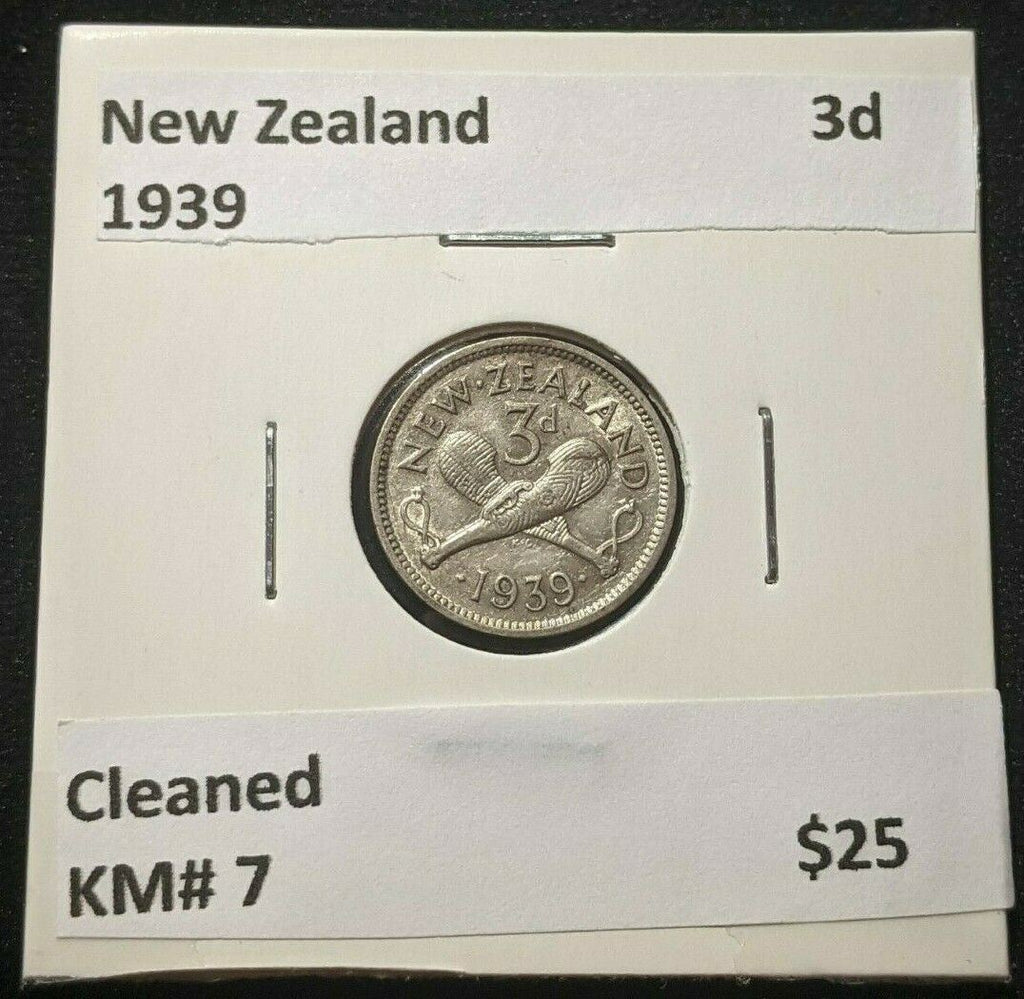 New Zealand 3d
1939
NEW·ZEALAND
3d.
·1939·
Cleaned
KM# 7 $25